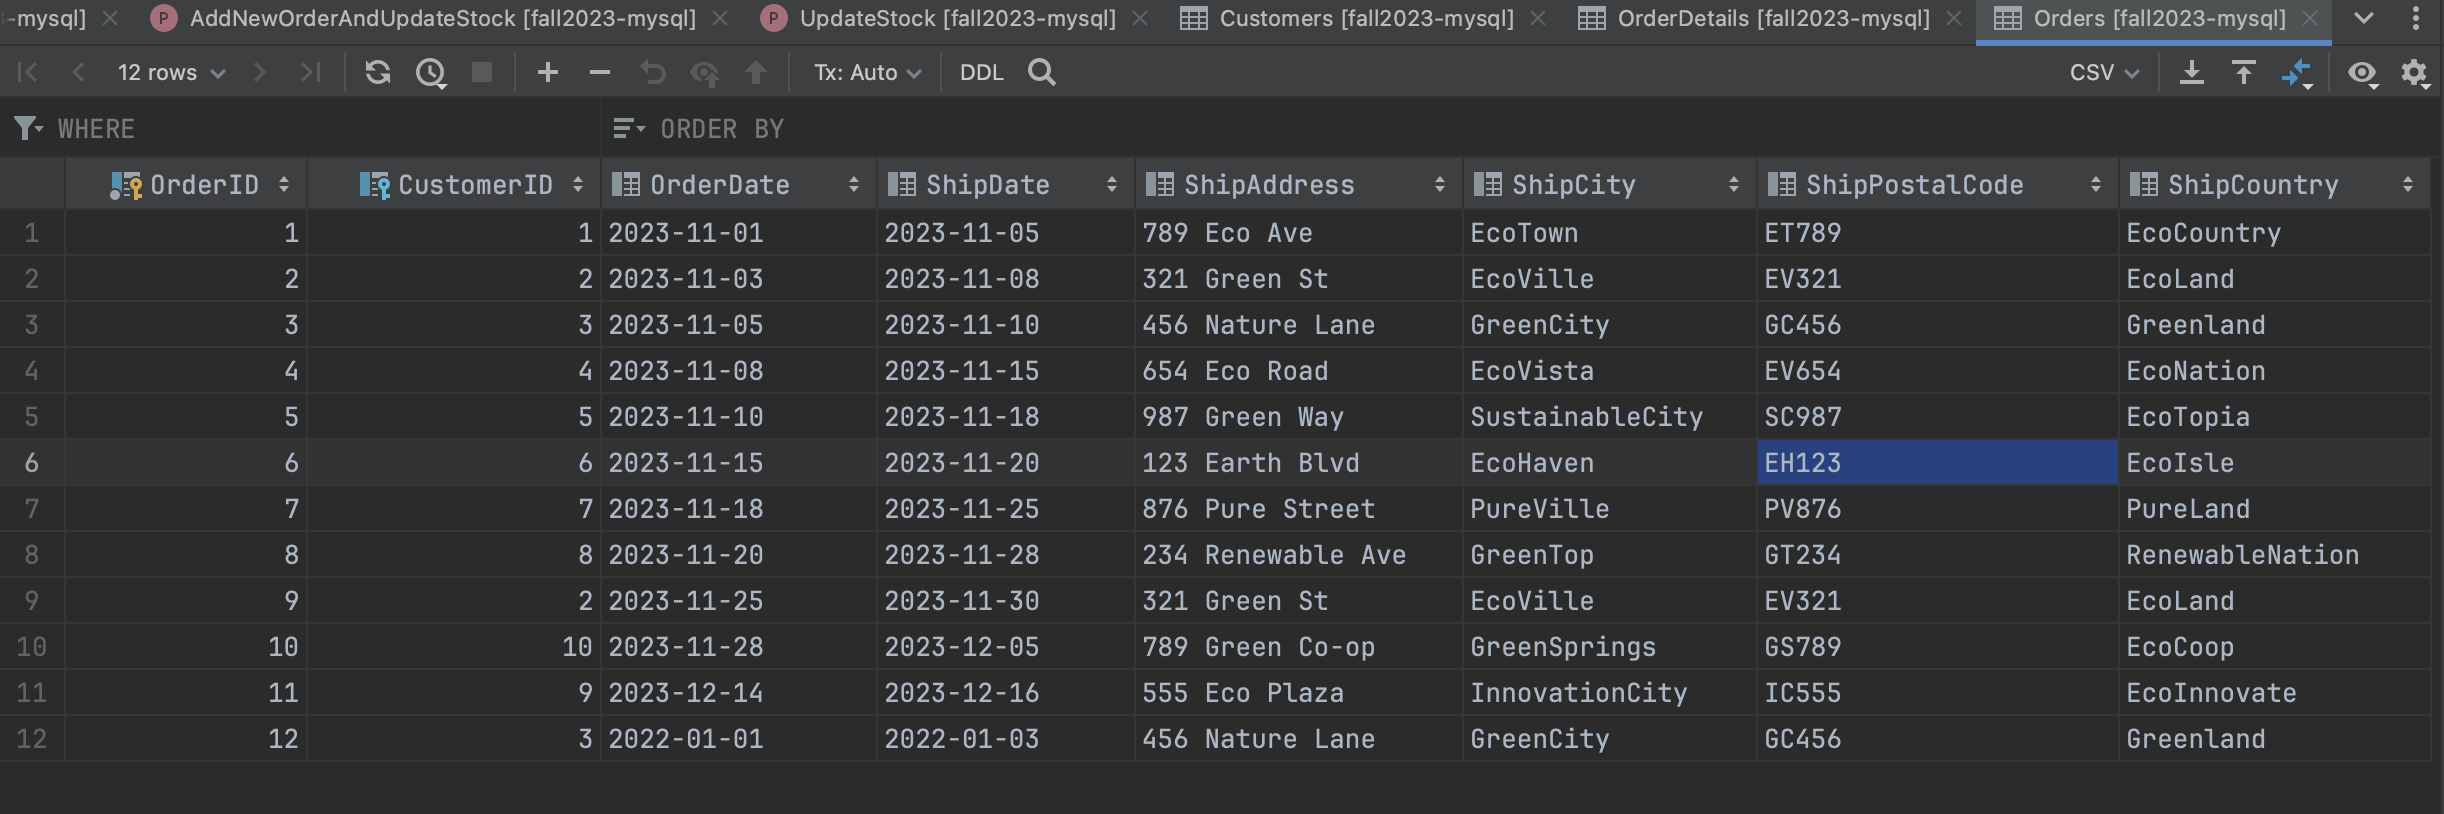 -mysql] AddNewOrderAndUpdateStock [fall2023-mysql] UpdateStock [fall2023-mysql] Customers [fall2023-mysql] OrderDetails [fall2023-mysql] Orders [fall2023-mysql]
12 rows Tx: Auto DDL CSV
WHERE ORDER BY
OrderID CustomerID OrderDate ShipDate ShipAddress ShipCity ShipPostalCode ShipCountry
1 1 1 2023-11-01 2023-11-05 789 Eco Ave EcoTown ET789 EcoCountry
2 2 2 2023-11-03 2023-11-08 321 Green St EcoVille EV321 EcoLand
3 3 3 2023-11-05 2023-11-10 456 Nature Lane GreenCity GC456 Greenland
4 4 4 2023-11-08 2023-11-15 654 Eco Road EcoVista EV654 EcoNation
5 5 5 2023-11-10 2023-11-18 987 Green Way SustainableCity SC987 EcoTopia
6 6 6 2023-11-15 2023-11-20 123 Earth Blvd EcoHaven EH123 EcoIsle
7 7 7 2023-11-18 2023-11-25 876 Pure Street PureVille PV876 PureLand
8 8 8 2023-11-20 2023-11-28 234 Renewable Ave GreenTop GT234 RenewableNation
9 9 2 2023-11-25 2023-11-30 321 Green St EcoVille EV321 EcoLand
10 10 10 2023-11-28 2023-12-05 789 Green Co-op GreenSprings GS789 EcoCoop
11 11 9 2023-12-14 2023-12-16 555 Eco Plaza InnovationCity IC555 EcoInnovate
12 12 3 2022-01-01 2022-01-03 456 Nature Lane GreenCity GC456 Greenland